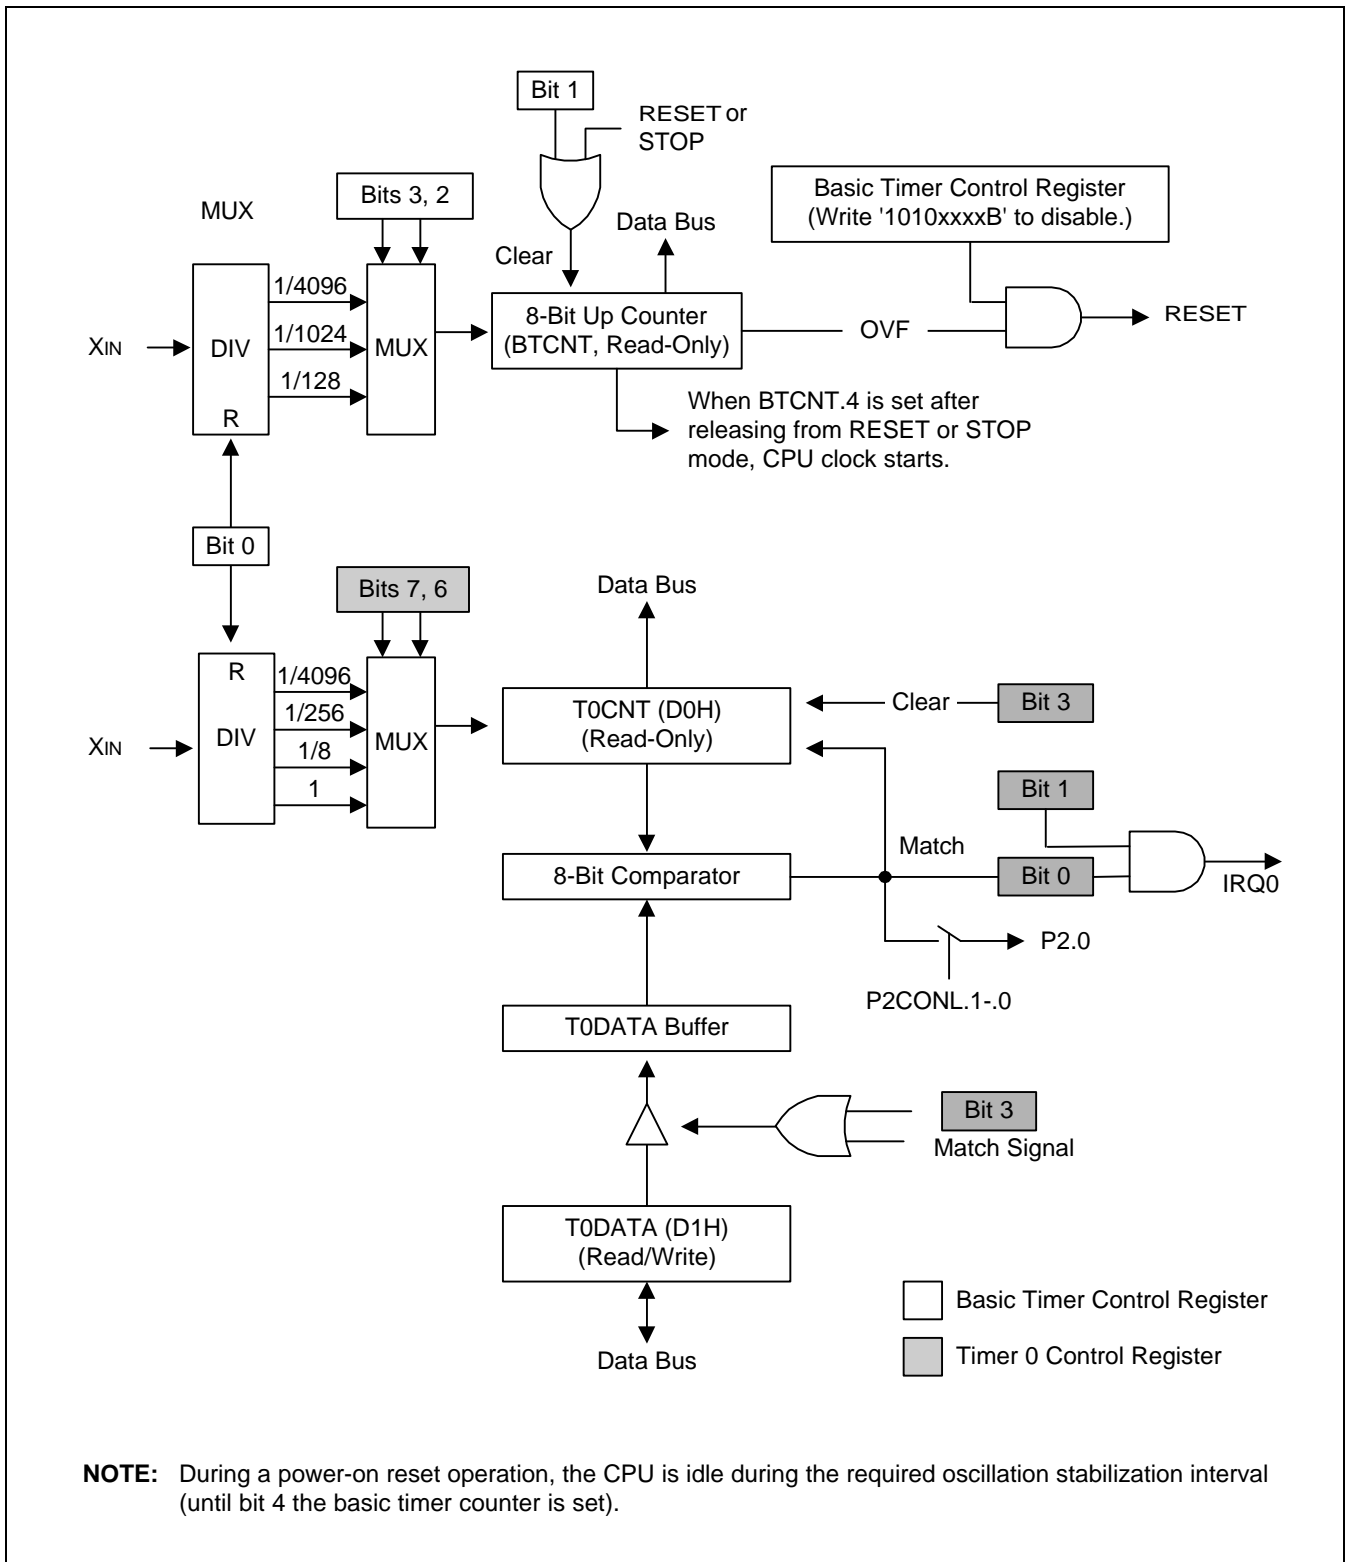 Bit 1
RESET or
STOP
Basic Timer Control Register
(Write '1010xxxxB' to disable.)
Bits 3, 2
MUX
Data Bus
Clear
1/4096
1/1024
1/128
XIN
DIV
R
MUX
8-Bit Up Counter
(BTCNT, Read-Only)
OVF
RESET
When BTCNT.4 is set after
releasing from RESET or STOP
mode, CPU clock starts.
Bit 0
Bits 7, 6
Data Bus
R
1/4096
1/256
1/8
1
XIN
DIV
MUX
T0CNT (D0H)
(Read-Only)
Clear
Bit 3
Bit 1
Match
8-Bit Comparator
Bit 0
IRQ0
P2.0
P2CONL.1-.0
T0DATA Buffer
Bit 3
Match Signal
T0DATA (D1H)
(Read/Write)
Data Bus
Basic Timer Control Register
Timer 0 Control Register
NOTE: During a power-on reset operation, the CPU is idle during the required oscillation stabilization interval
(until bit 4 the basic timer counter is set).